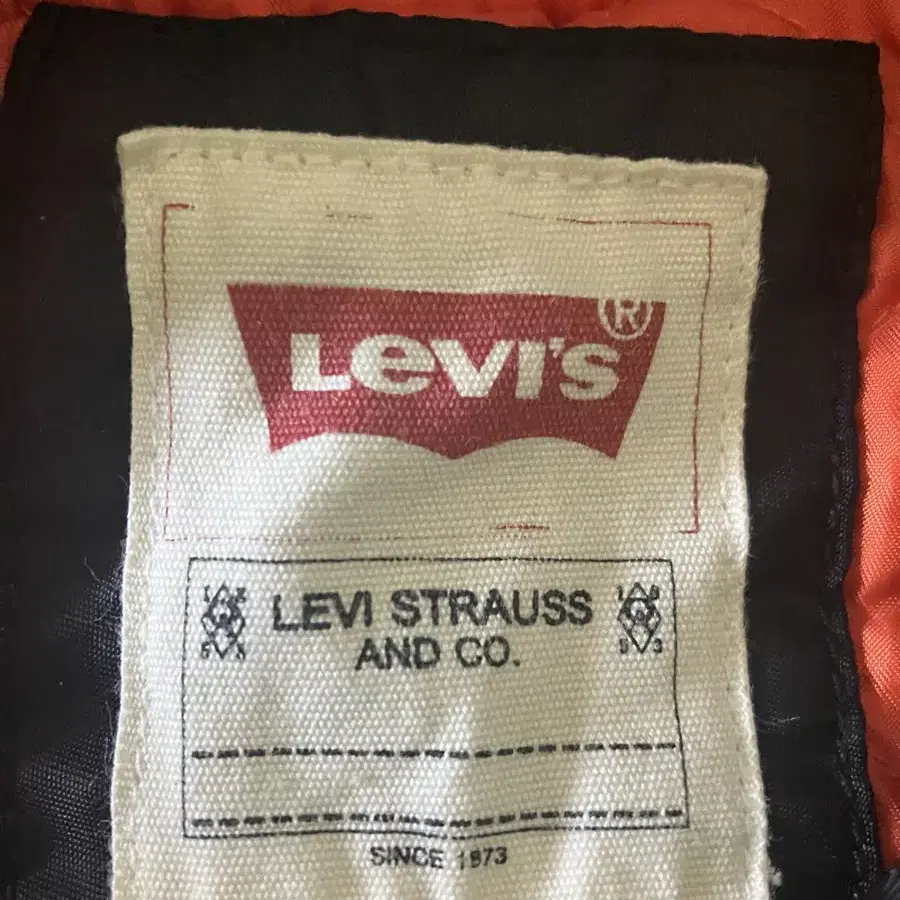 LEVI'S®
LEVI STRAUSS
AND CO.
SINCE 1873